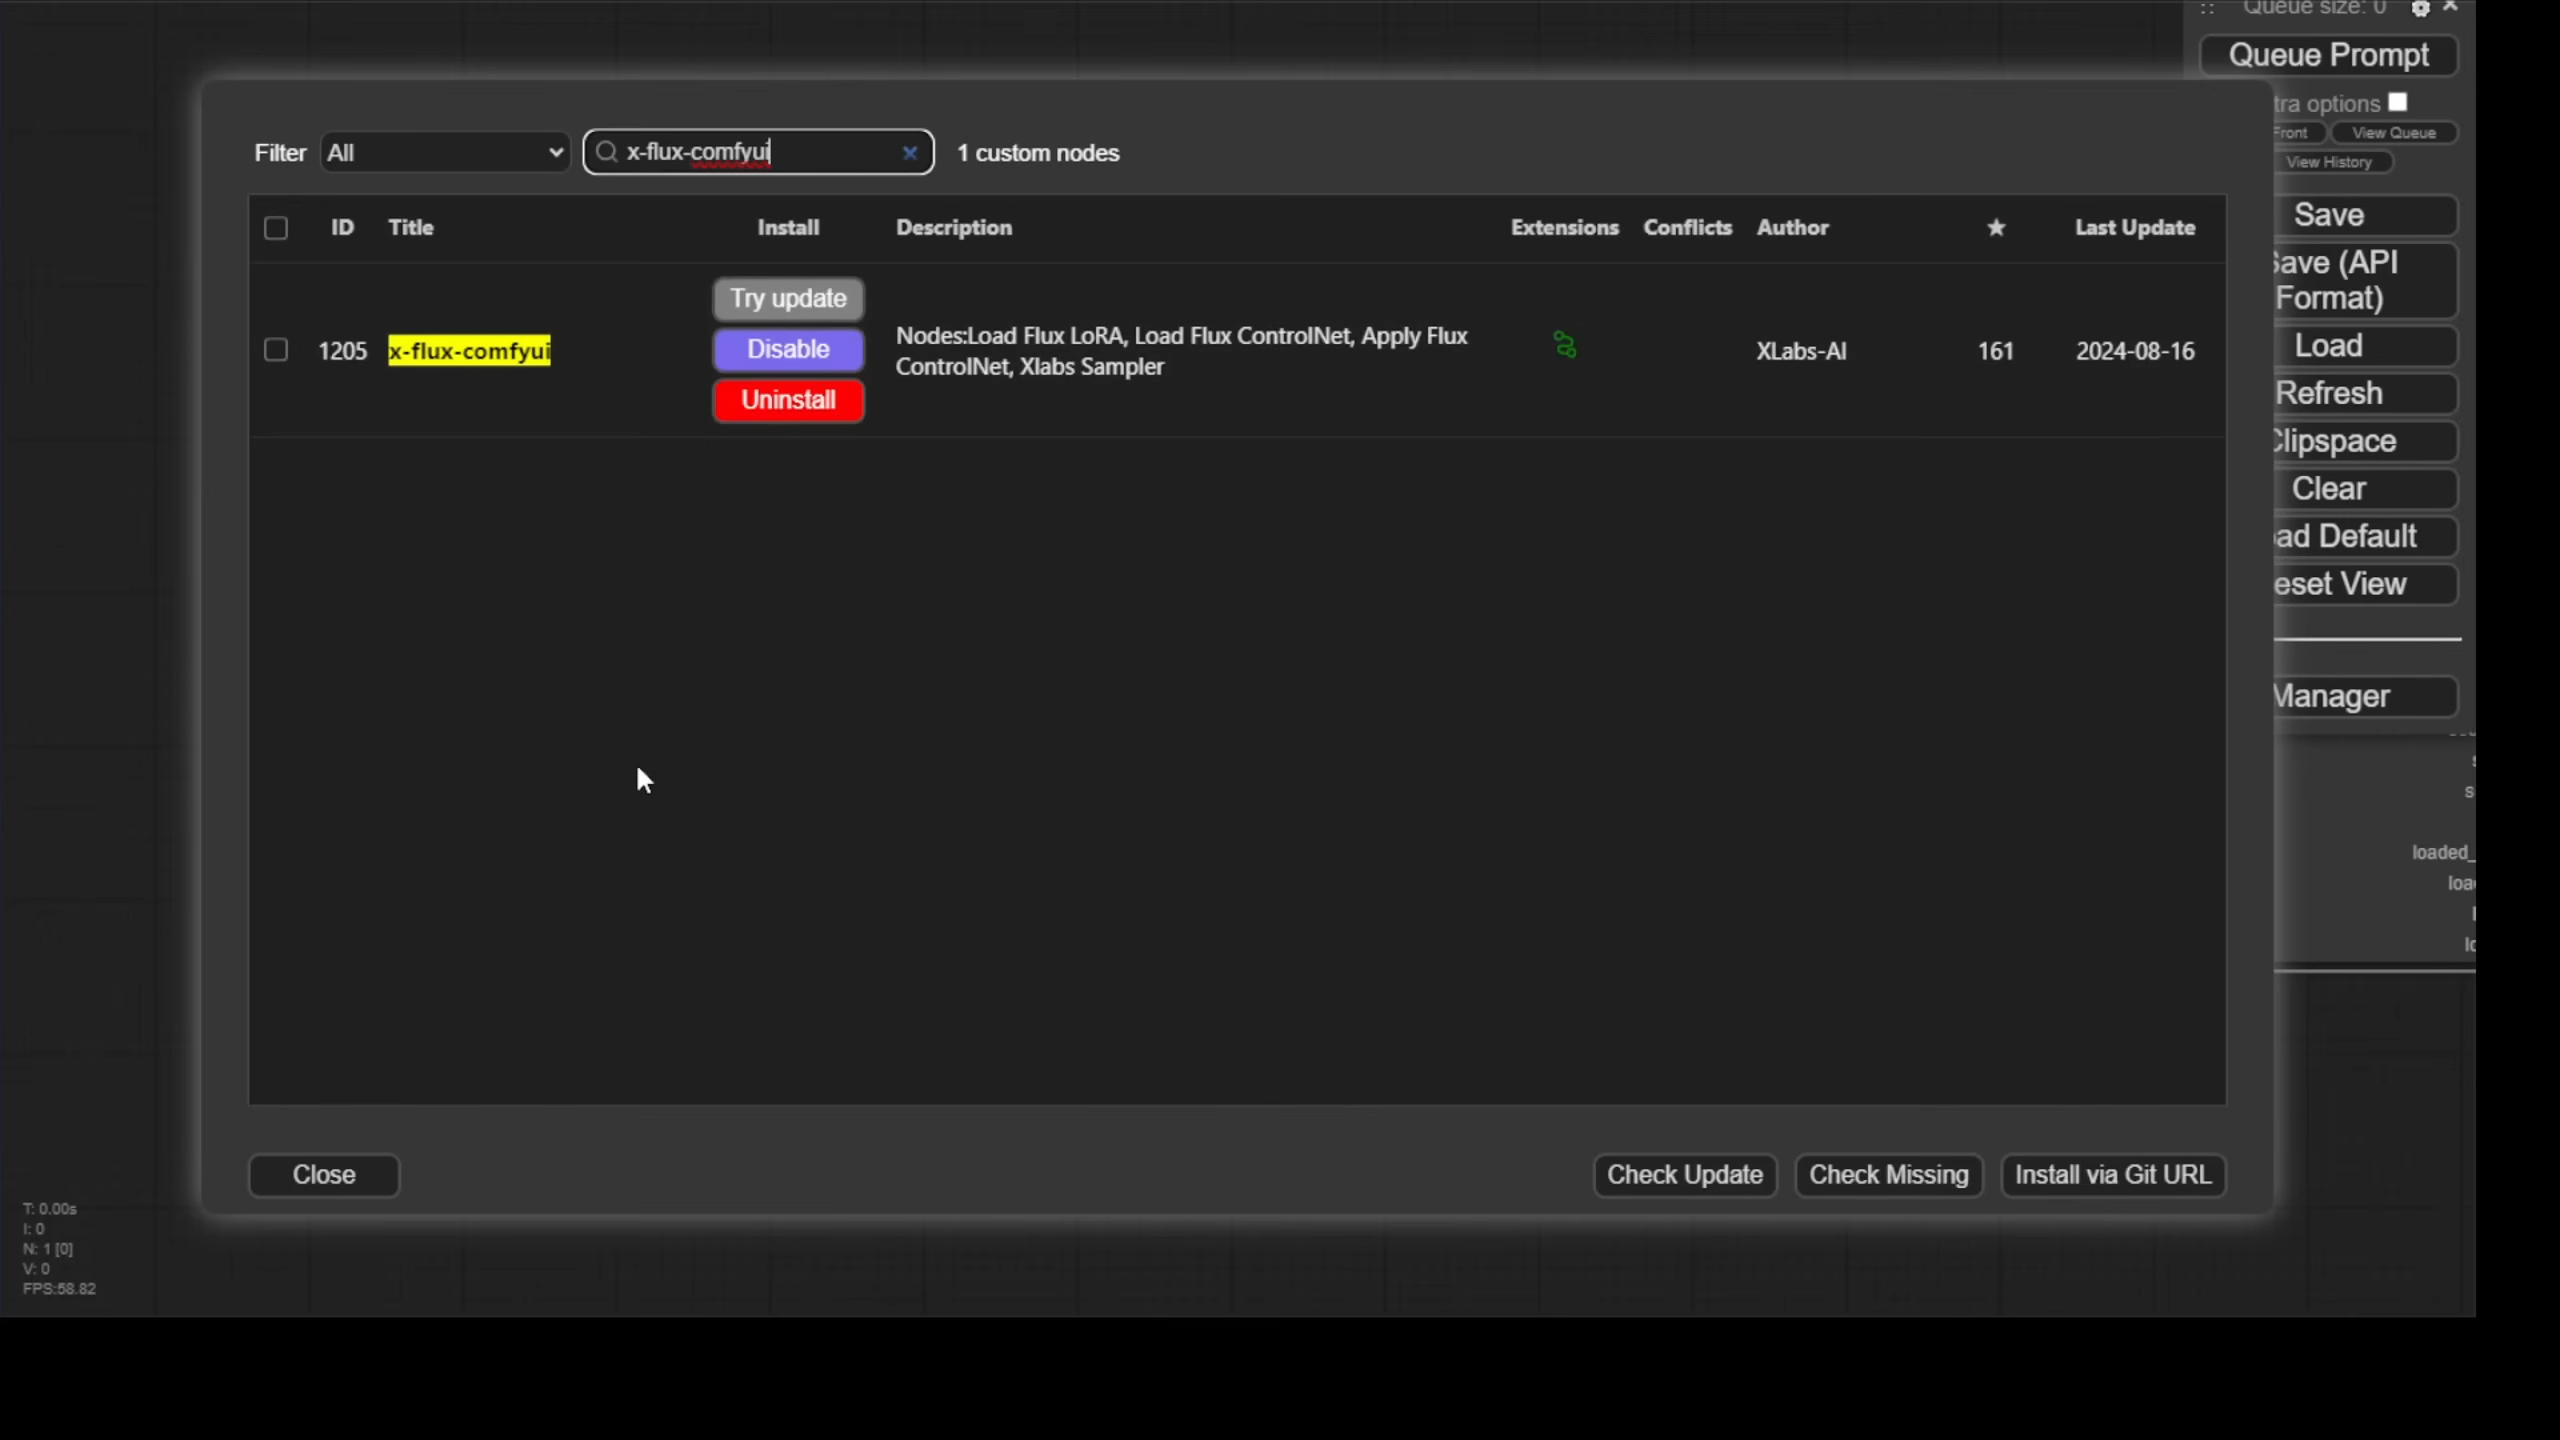 Queue size: 0
Queue Prompt
tra options
Front
View Queue
View History
Filter All x-flux-comfyui 1 custom nodes
ID Title Install Description Extensions Conflicts Author ★ Last Update
Try update
1205 x-flux-comfyui Disable Nodes:Load Flux LoRA, Load Flux ControlNet, Apply Flux
ControlNet, Xlabs Sampler XLabs-AI 161 2024-08-16
Uninstall
Save
Save (API
Format)
Load
Refresh
Clipspace
Clear
ad Default
eset View
Manager
s
s
loaded_
loa
lo
Close Check Update Check Missing Install via Git URL
T: 0.00s
I: 0
N: 1 [0]
V: 0
FPS:58.82